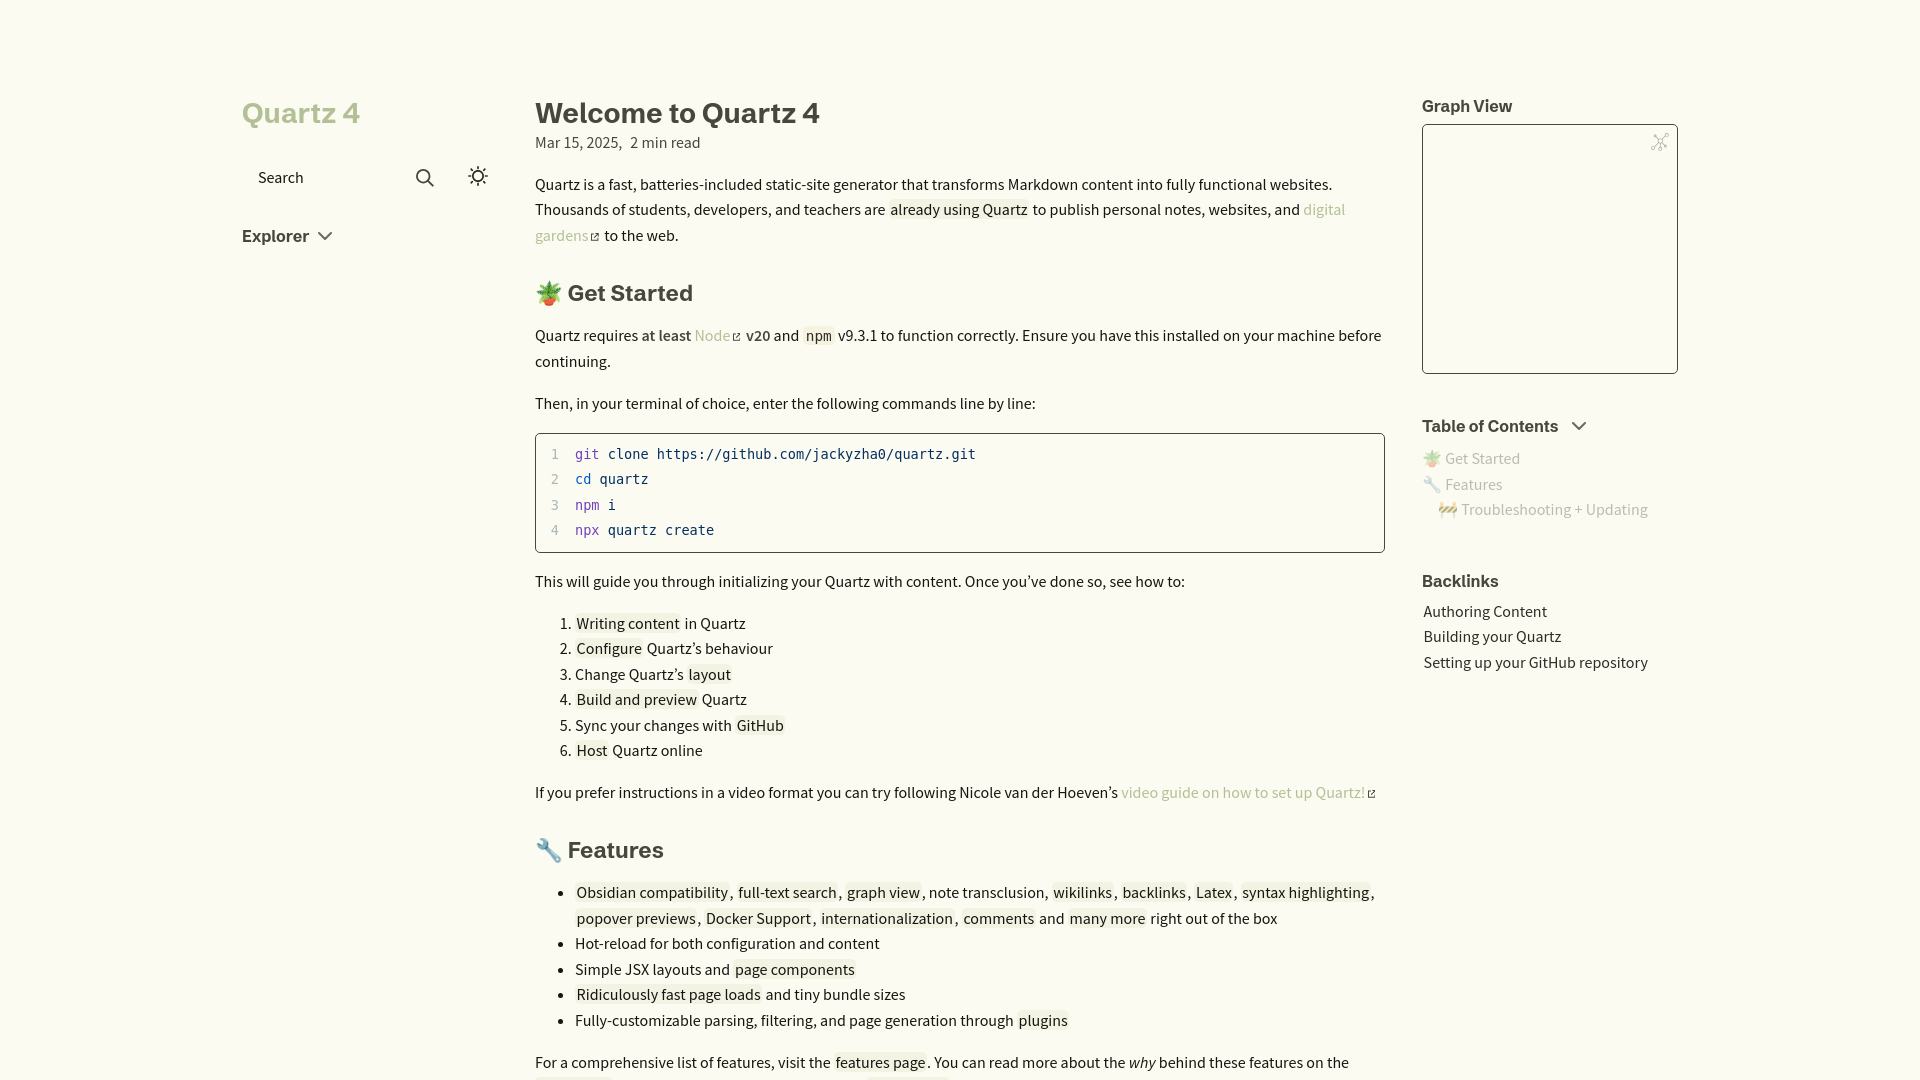 Quartz 4
Search
Explorer
Welcome to Quartz 4
Mar 15, 2025, 2 min read
Quartz is a fast, batteries-included static-site generator that transforms Markdown content into fully functional websites.
Thousands of students, developers, and teachers are already using Quartz to publish personal notes, websites, and digital
gardens to the web.
🪴 Get Started
Quartz requires at least Node v20 and npm v9.3.1 to function correctly. Ensure you have this installed on your machine before
continuing.
Then, in your terminal of choice, enter the following commands line by line:
1 git clone https://github.com/jackyzha0/quartz.git
2 cd quartz
3 npm i
4 npx quartz create
This will guide you through initializing your Quartz with content. Once you’ve done so, see how to:
1. Writing content in Quartz
2. Configure Quartz’s behaviour
3. Change Quartz’s layout
4. Build and preview Quartz
5. Sync your changes with GitHub
6. Host Quartz online
If you prefer instructions in a video format you can try following Nicole van der Hoeven’s video guide on how to set up Quartz!
🔧 Features
• Obsidian compatibility, full-text search, graph view, note transclusion, wikilinks, backlinks, Latex, syntax highlighting,
popover previews, Docker Support, internationalization, comments and many more right out of the box
• Hot-reload for both configuration and content
• Simple JSX layouts and page components
• Ridiculously fast page loads and tiny bundle sizes
• Fully-customizable parsing, filtering, and page generation through plugins
For a comprehensive list of features, visit the features page. You can read more about the why behind these features on the
Graph View
Table of Contents
🪴 Get Started
🔧 Features
🚧 Troubleshooting + Updating
Backlinks
Authoring Content
Building your Quartz
Setting up your GitHub repository